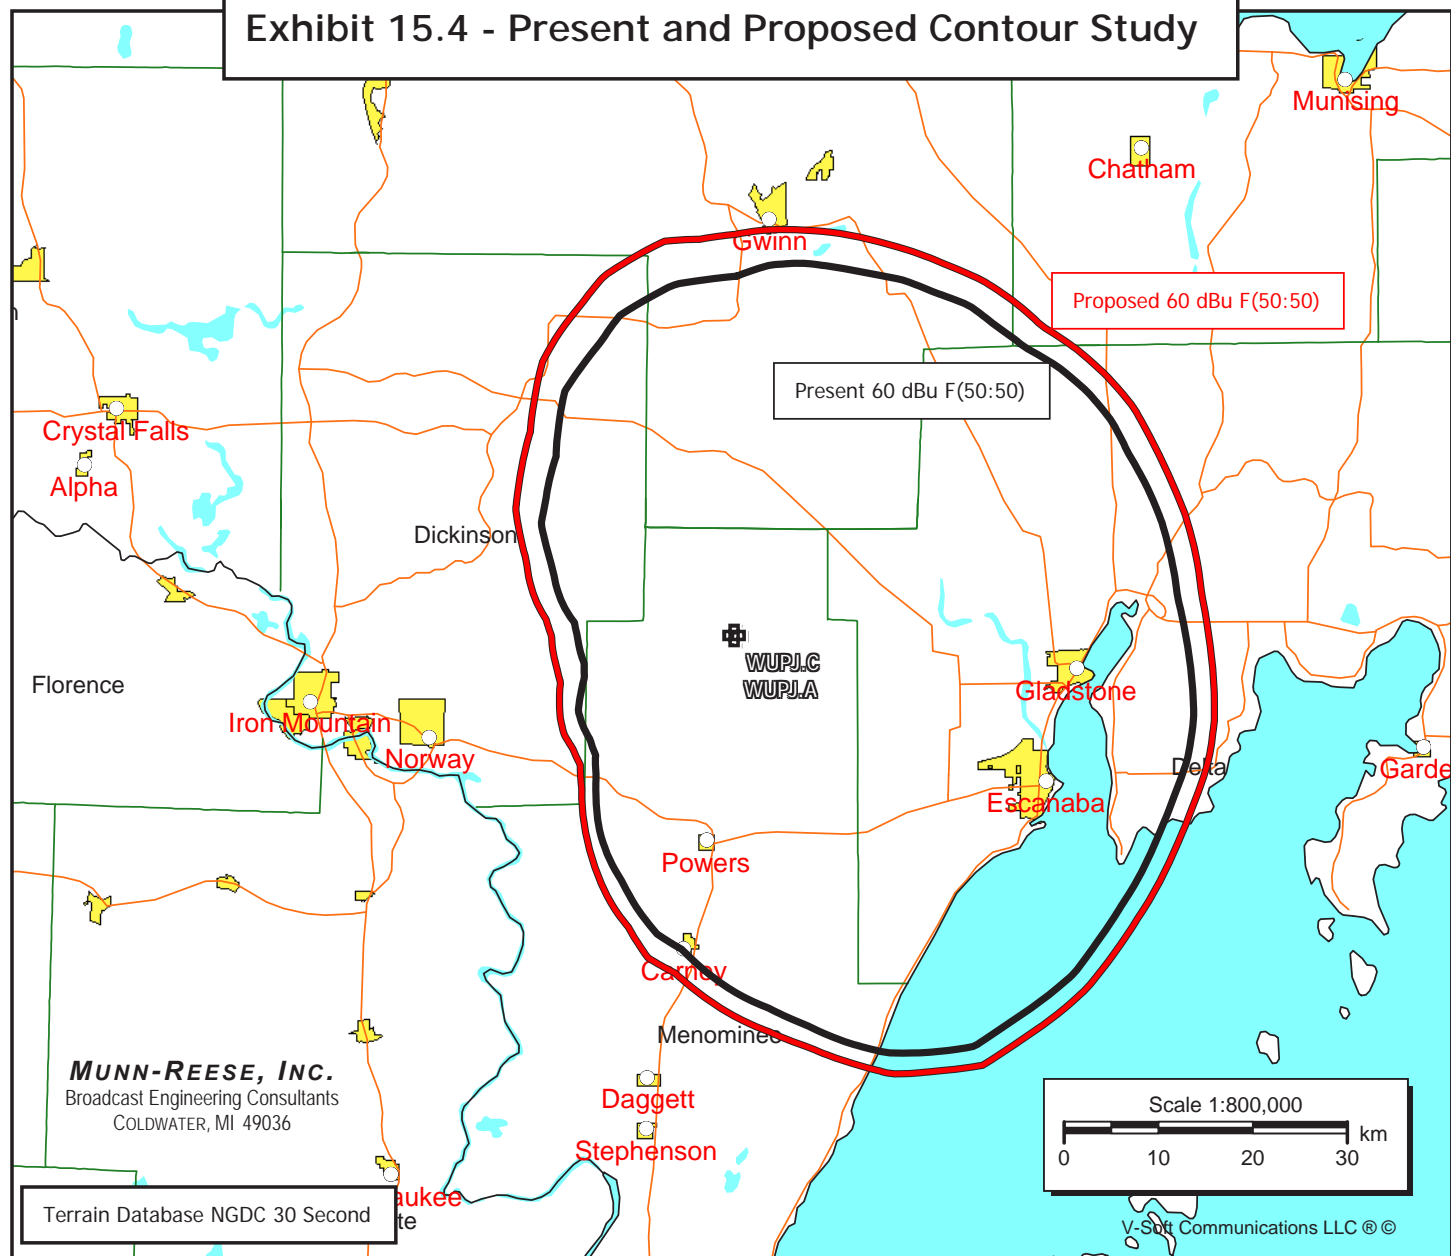 Exhibit 15.4 - Present and Proposed Contour Study
Munising
Chatham
Gwinn
Proposed 60 dBu F(50:50)
Present 60 dBu F(50:50)
Crystal Falls
Alpha
Dickinson
WUPJ.C
WUPJ.A
Florence
Gladstone
Iron Mountain
Norway
Delta
Garde
Escanaba
Powers
Carney
Menominee
MUNN-REESE, INC.
Broadcast Engineering Consultants
COLDWATER, MI 49036
Daggett
Stephenson
Scale 1:800,000
km
0 10 20 30
aukee
te
Terrain Database NGDC 30 Second
V-Soft Communications LLC ® ©